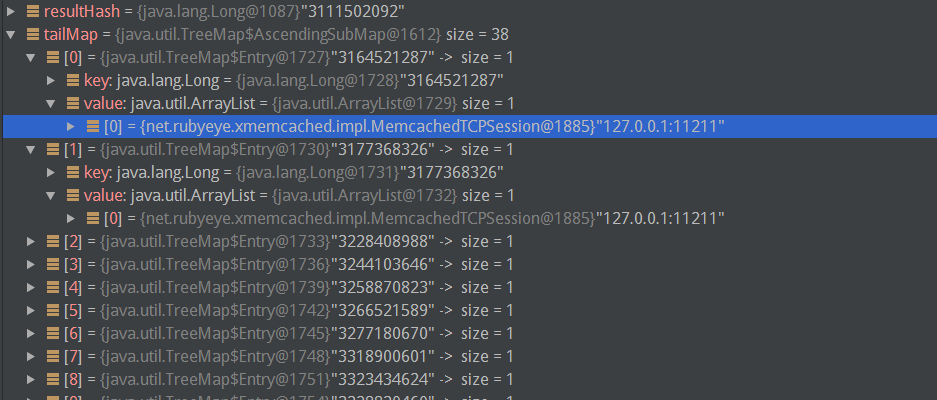 resultHash = {java.lang.Long@1087}"3111502092"
tailMap = {java.util.TreeMap$AscendingSubMap@1612} size = 38
[0] = {java.util.TreeMap$Entry@1727}"3164521287" -> size = 1
key: java.lang.Long = {java.lang.Long@1728}"3164521287"
value: java.util.ArrayList = {java.util.ArrayList@1729} size = 1
[0] = {net.rubyeye.xmemcached.impl.MemcachedTCPSession@1885}"127.0.0.1:11211"
[1] = {java.util.TreeMap$Entry@1730}"3177368326" -> size = 1
key: java.lang.Long = {java.lang.Long@1731}"3177368326"
value: java.util.ArrayList = {java.util.ArrayList@1732} size = 1
[0] = {net.rubyeye.xmemcached.impl.MemcachedTCPSession@1885}"127.0.0.1:11211"
[2] = {java.util.TreeMap$Entry@1733}"3228408988" -> size = 1
[3] = {java.util.TreeMap$Entry@1736}"3244103646" -> size = 1
[4] = {java.util.TreeMap$Entry@1739}"3258870823" -> size = 1
[5] = {java.util.TreeMap$Entry@1742}"3266521589" -> size = 1
[6] = {java.util.TreeMap$Entry@1745}"3277180670" -> size = 1
[7] = {java.util.TreeMap$Entry@1748}"3318900601" -> size = 1
[8] = {java.util.TreeMap$Entry@1751}"3323434624" -> size = 1